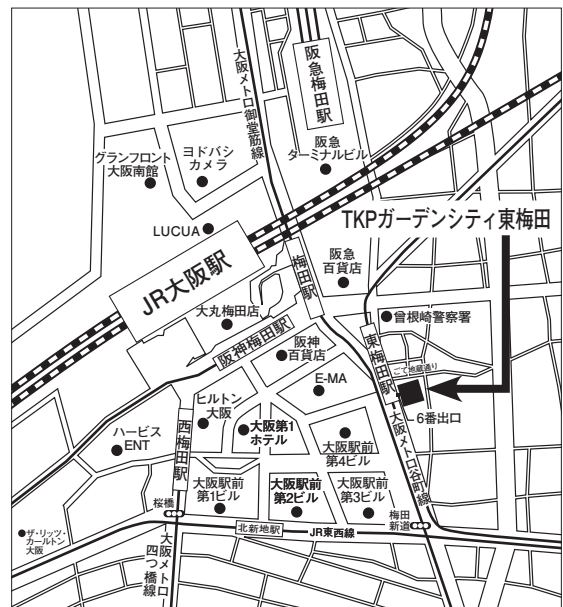 阪急梅田駅
大阪メトロ御堂筋線
グランフロント
大阪南館
ヨドバシ
カメラ
阪急
ターミナルビル
LUCUA
TKPガーデンシティ東梅田
JR大阪駅
梅田駅
阪急
百貨店
大丸梅田店
阪神梅田駅
曽根崎警察署
阪神
百貨店
東梅田駅
ごて地蔵通り
E-MA
6番出口
ヒルトン
大阪
西梅田駅
大阪第1
ホテル
大阪メトロ谷町線
ハービス
ENT
大阪駅前
第4ビル
大阪駅前
第1ビル
大阪駅前
第2ビル
大阪駅前
第3ビル
桜橋
梅田
新道
北新地駅
JR東西線
ザ・リッツ・
カールトン
大阪
大阪メトロ
四つ橋線